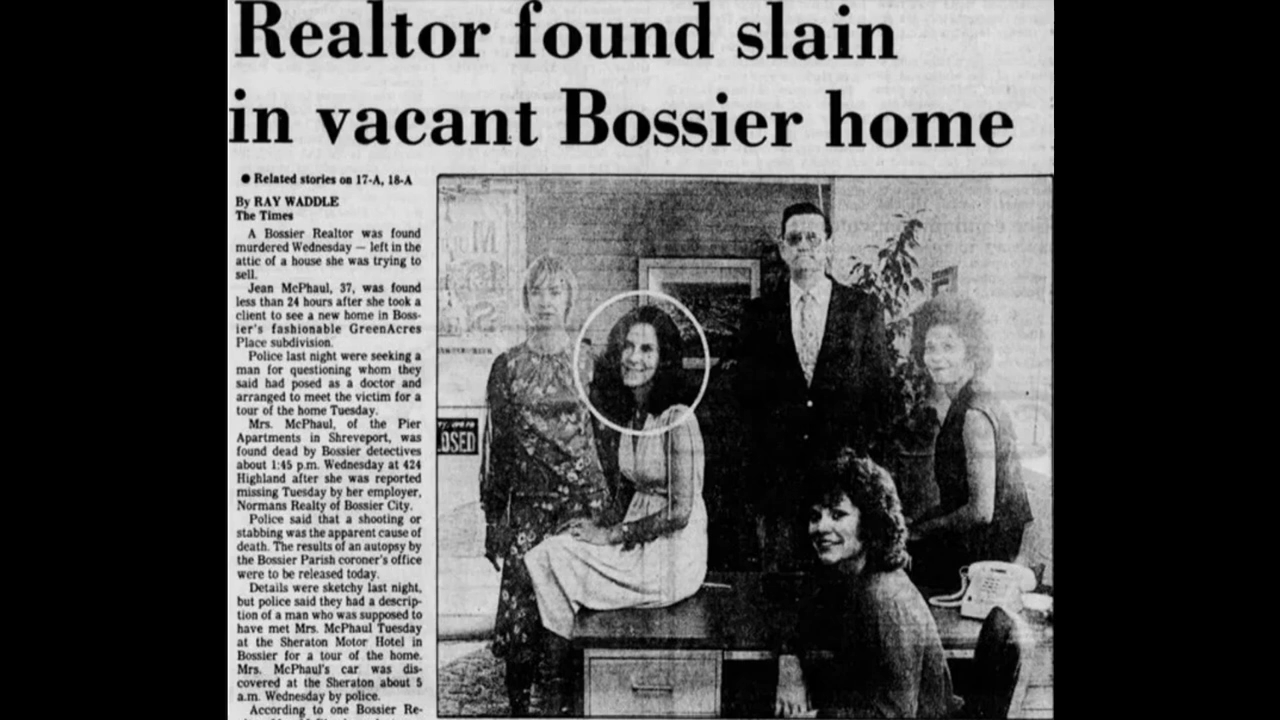 Realtor found slain
in vacant Bossier home
● Related stories on 17-A, 18-A
By RAY WADDLE
The Times
A Bossier Realtor was found
murdered Wednesday — left in the
attic of a house she was trying to
sell.
Jean McPhaul, 37, was found
less than 24 hours after she took a
client to see a new home in Boss-
ier's fashionable GreenAcres
Place subdivision.
Police last night were seeking a
man for questioning whom they
said had posed as a doctor and
arranged to meet the victim for a
tour of the home Tuesday.
Mrs. McPhaul, of the Pier
Apartments in Shreveport, was
found dead by Bossier detectives
about 1:45 p.m. Wednesday at 424
Highland after she was reported
missing Tuesday by her employer,
Normans Realty of Bossier City.
Police said that a shooting or
stabbing was the apparent cause of
death. The results of an autopsy by
the Bossier Parish coroner's office
were to be released today.
Details were sketchy last night,
but police said they had a descrip-
tion of a man who was supposed to
have met Mrs. McPhaul Tuesday
at the Sheraton Motor Hotel in
Bossier for a tour of the home.
Mrs. McPhaul's car was dis-
covered at the Sheraton about 5
a.m. Wednesday by police.
According to one Bossier Re-
OSED